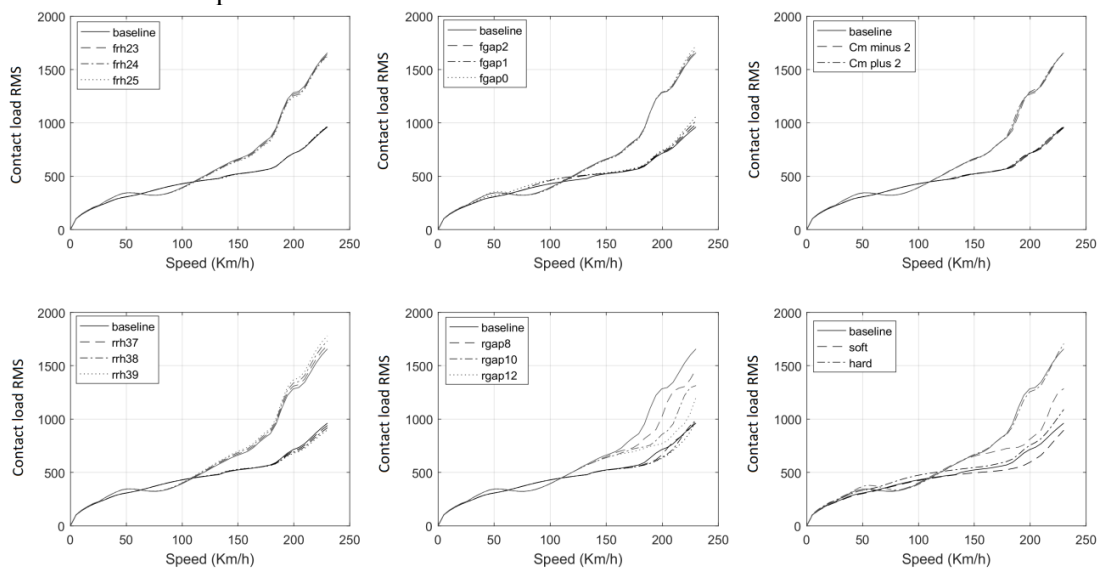 2000
1500
1000
500
0
Contact load RMS
baseline
frh23
frh24
frh25
0 50 100 150 200 250
Speed (Km/h)
2000
1500
1000
500
0
Contact load RMS
baseline
fgap2
fgap1
fgap0
0 50 100 150 200 250
Speed (Km/h)
2000
1500
1000
500
0
Contact load RMS
baseline
Cm minus 2
Cm plus 2
0 50 100 150 200 250
Speed (Km/h)
2000
1500
1000
500
0
Contact load RMS
baseline
rrh37
rrh38
rrh39
0 50 100 150 200 250
Speed (Km/h)
2000
1500
1000
500
0
Contact load RMS
baseline
rgap8
rgap10
rgap12
0 50 100 150 200 250
Speed (Km/h)
2000
1500
1000
500
0
Contact load RMS
baseline
soft
hard
0 50 100 150 200 250
Speed (Km/h)